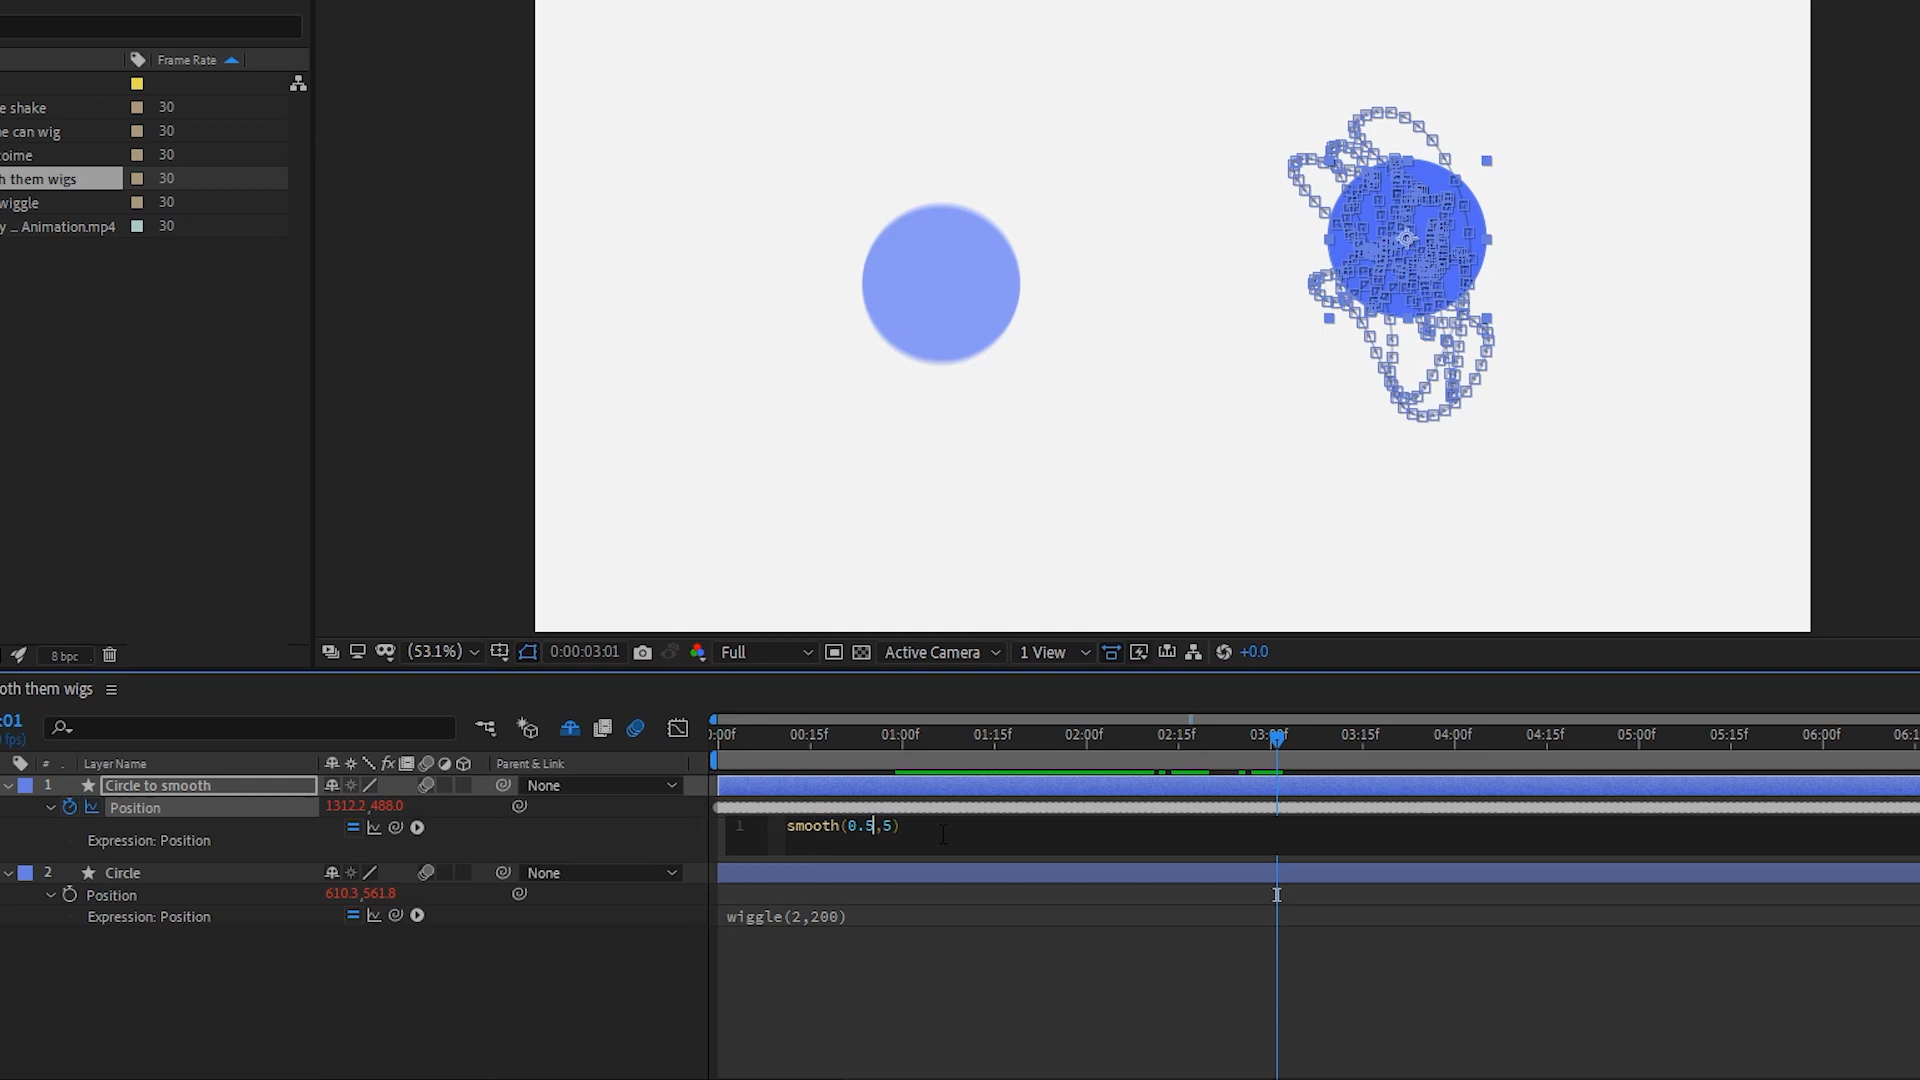 Frame Rate
e shake 30
e can wig 30
oime 30
h them wigs 30
wiggle 30
y _ Animation.mp4 30
8 bpc
(53.1%) 0:00:03:01 Full Active Camera 1 View +0.0
oth them wigs
:01
fps)
:00f 00:15f 01:00f 01:15f 02:00f 02:15f 03:00f 03:15f 04:00f 04:15f 05:00f 05:15f 06:00f 06:1
# . Layer Name fx Parent & Link
1 Circle to smooth None
Position 1312.2,488.0
1 smooth(0.5,5)
Expression: Position
2 Circle None
Position 610.3,561.8
Expression: Position wiggle(2,200)